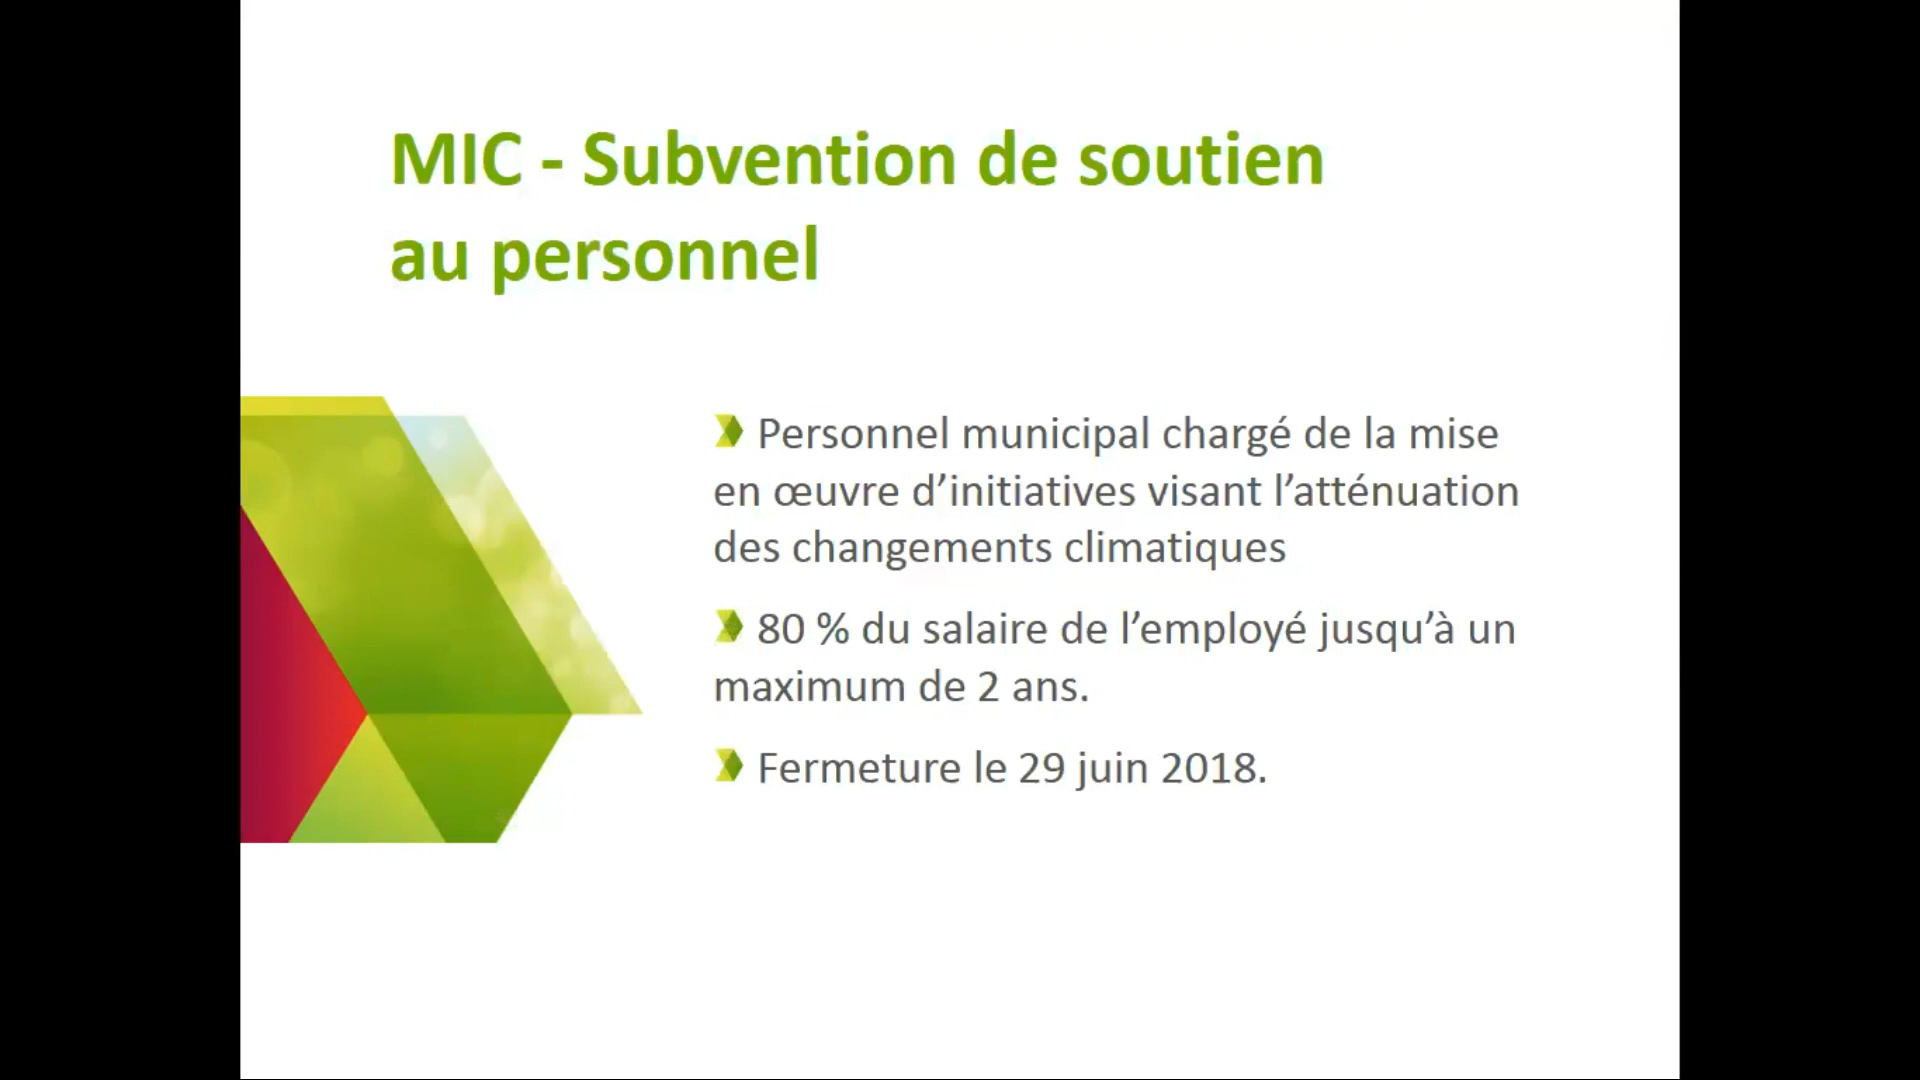 MIC - Subvention de soutien
au personnel
Personnel municipal chargé de la mise
en œuvre d’initiatives visant l’atténuation
des changements climatiques
80 % du salaire de l’employé jusqu’à un
maximum de 2 ans.
Fermeture le 29 juin 2018.